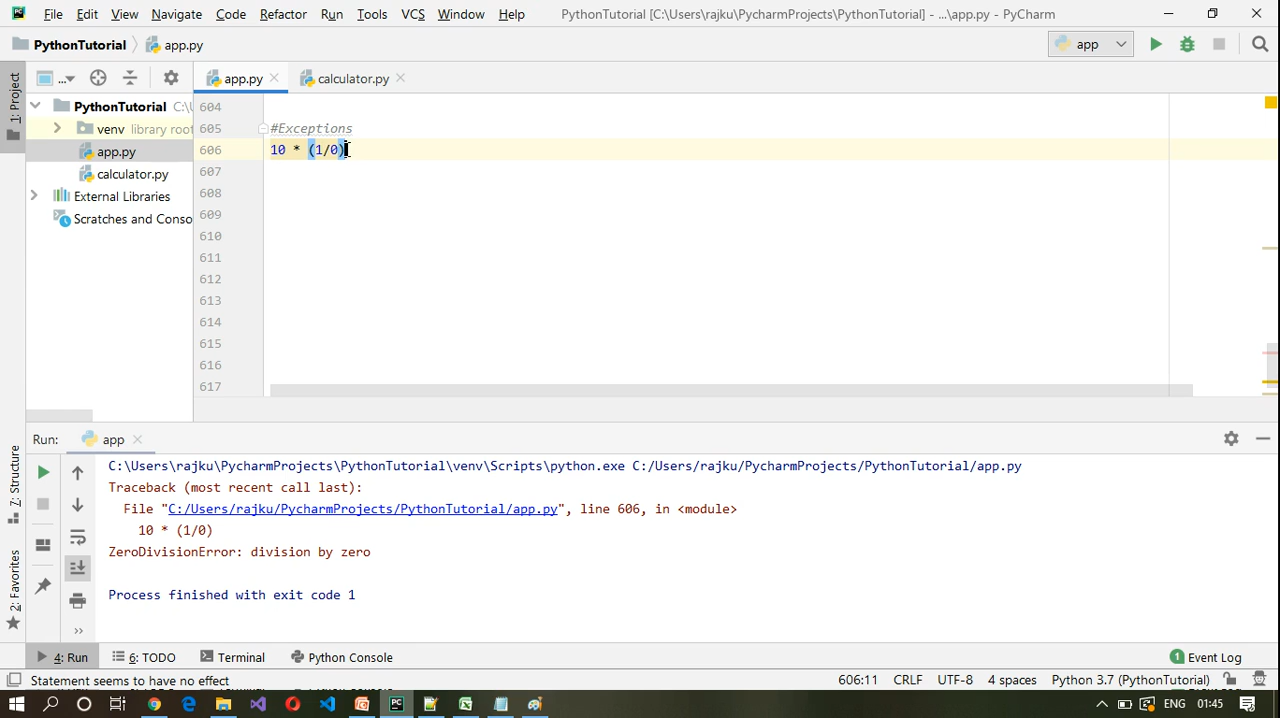 File Edit View Navigate Code Refactor Run Tools VCS Window Help PythonTutorial [C:\Users\rajku\PycharmProjects\PythonTutorial] - ...\app.py - PyCharm
PythonTutorial app.py app
1: Project ... app.py calculator.py
PythonTutorial C:\U
venv library root
app.py
calculator.py
External Libraries
Scratches and Conso
604
605 #Exceptions
606 10 * (1/0)
607
608
609
610
611
612
613
614
615
616
617
Run: app
7: Structure
2: Favorites
C:\Users\rajku\PycharmProjects\PythonTutorial\venv\Scripts\python.exe C:/Users/rajku/PycharmProjects/PythonTutorial/app.py
Traceback (most recent call last):
File "C:/Users/rajku/PycharmProjects/PythonTutorial/app.py", line 606, in <module>
10 * (1/0)
ZeroDivisionError: division by zero
Process finished with exit code 1
4: Run 6: TODO Terminal Python Console 1 Event Log
Statement seems to have no effect 606:11 CRLF UTF-8 4 spaces Python 3.7 (PythonTutorial)
ENG 01:45